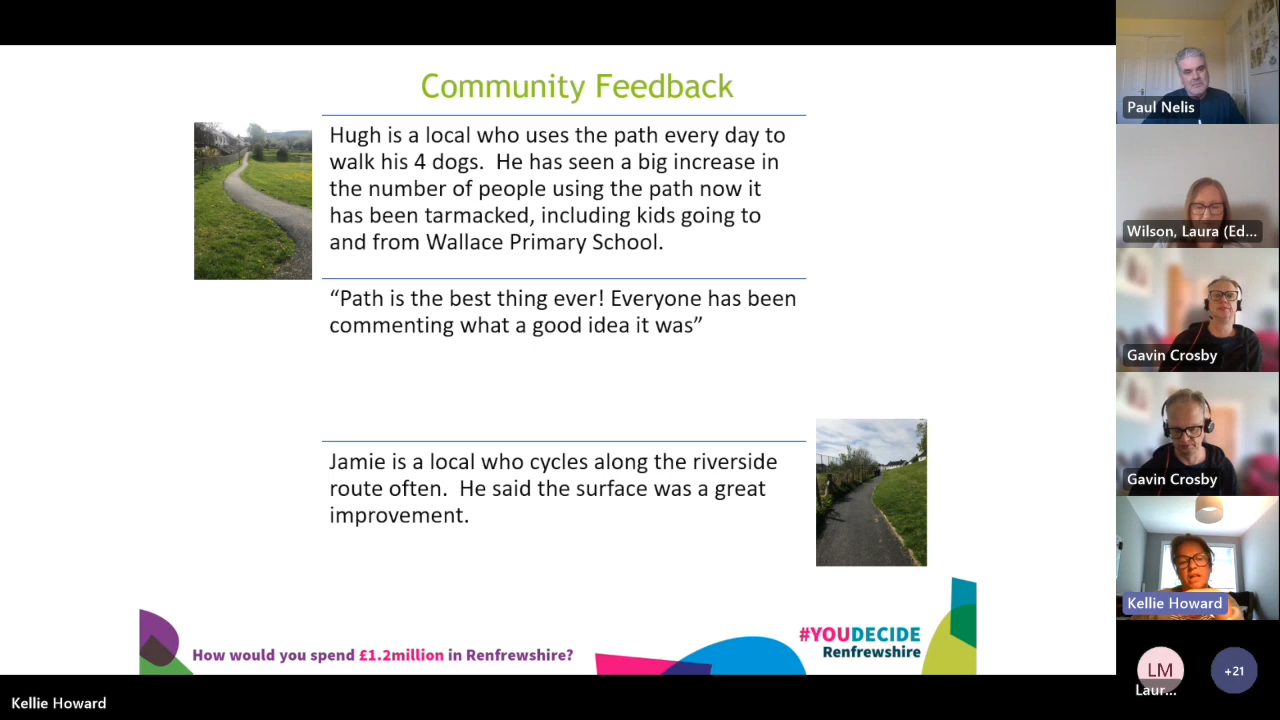 Community Feedback
Hugh is a local who uses the path every day to
walk his 4 dogs.  He has seen a big increase in
the number of people using the path now it
has been tarmacked, including kids going to
and from Wallace Primary School.
“Path is the best thing ever! Everyone has been
commenting what a good idea it was”
Jamie is a local who cycles along the riverside
route often.  He said the surface was a great
improvement.
How would you spend £1.2million in Renfrewshire?
#YOUDECIDE
Renfrewshire
Kellie Howard
Paul Nelis
Wilson, Laura (Ed...
Gavin Crosby
Gavin Crosby
Kellie Howard
LM
Laur...
+21